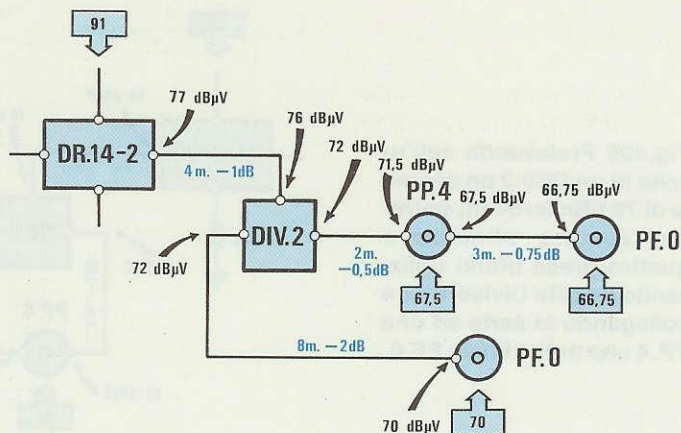 91
77 dBµV
76 dBµV
DR.14-2
4 m. −1dB
72 dBµV
71,5 dBµV
PP.4
67,5 dBµV
66,75 dBµV
DIV.2
72 dBµV
2m.
−0,5dB
3m. −0,75dB
PF.0
67,5
66,75
8m. −2dB
PF.0
70 dBµV
70